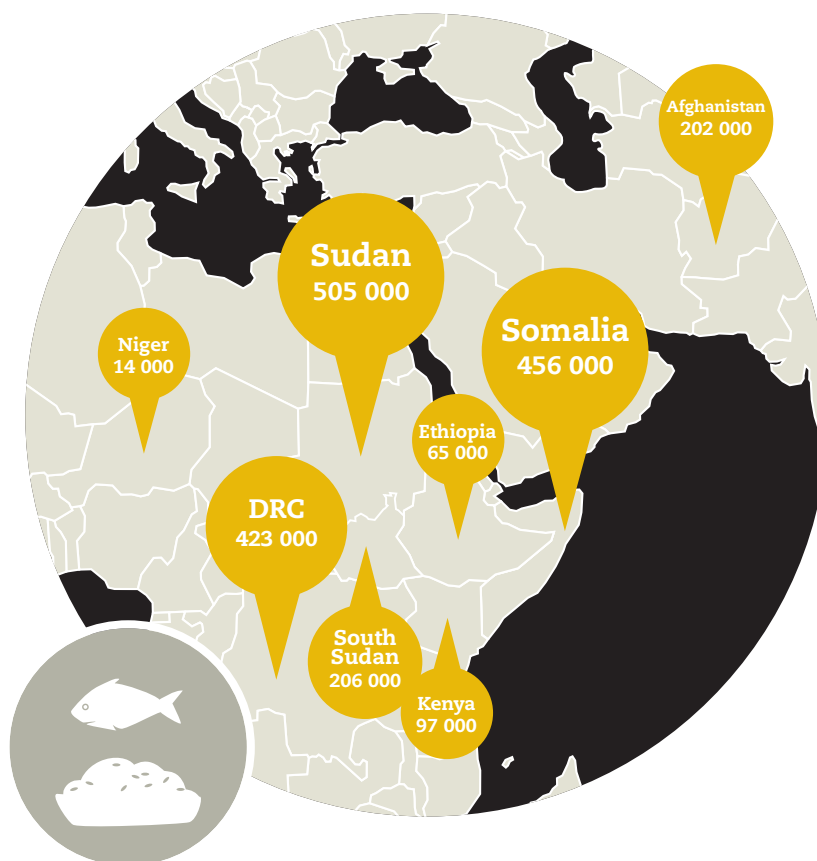 Afghanistan
202 000
Sudan
505 000
Somalia
456 000
Niger
14 000
Ethiopia
65 000
DRC
423 000
South
Sudan
206 000
Kenya
97 000